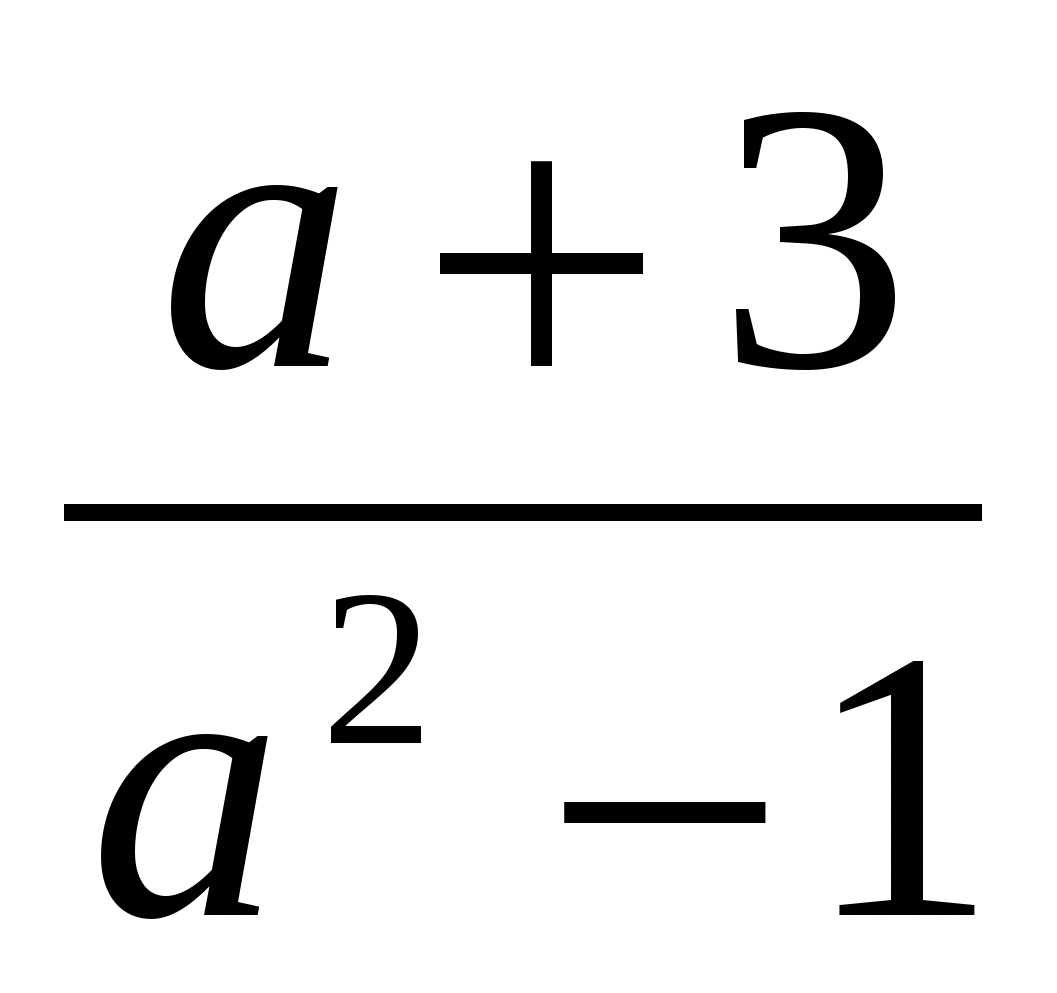 a + 3
a² − 1